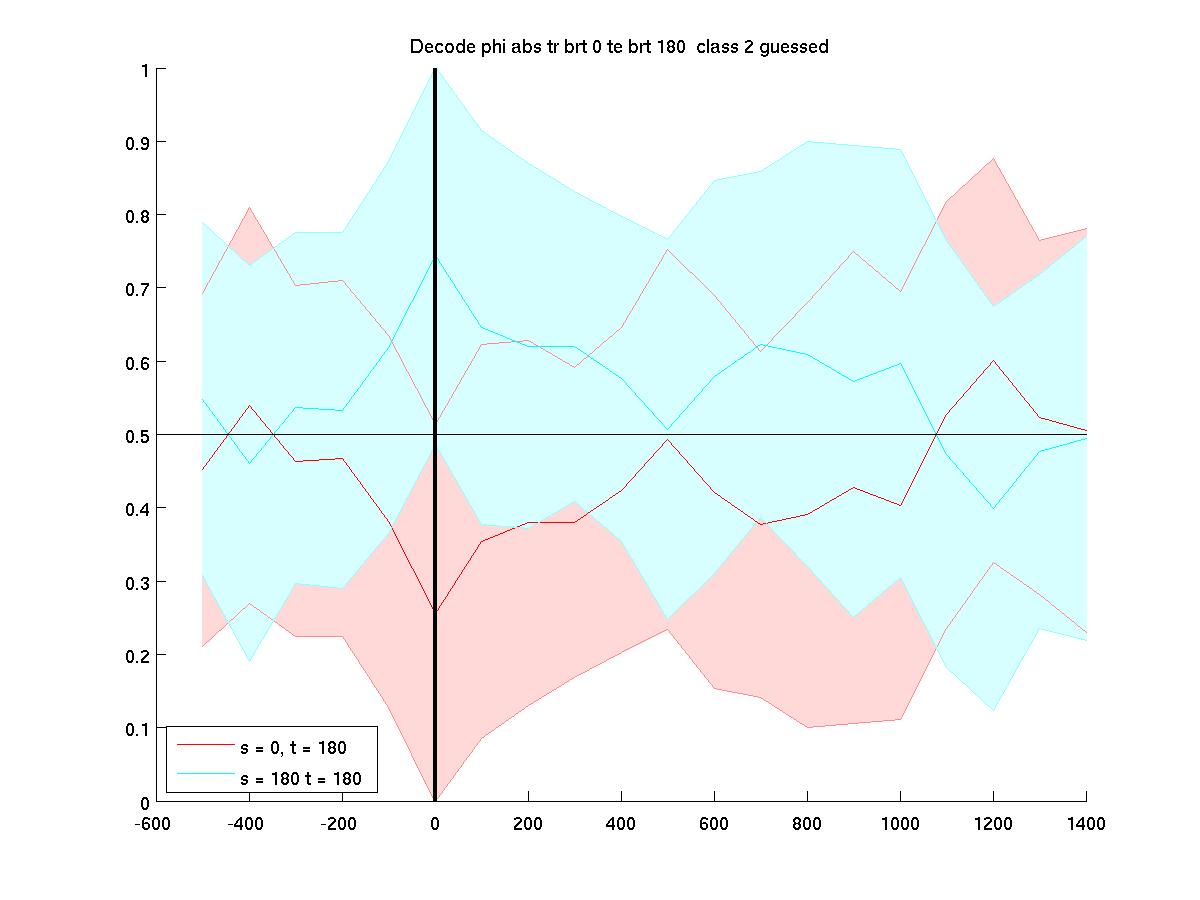 Decode phi abs tr brt 0 te brt 180  class 2 guessed
1
0.9
0.8
0.7
0.6
0.5
0.4
0.3
0.2
0.1
0
s = 0, t = 180
s = 180 t = 180
-600 -400 -200 0 200 400 600 800 1000 1200 1400